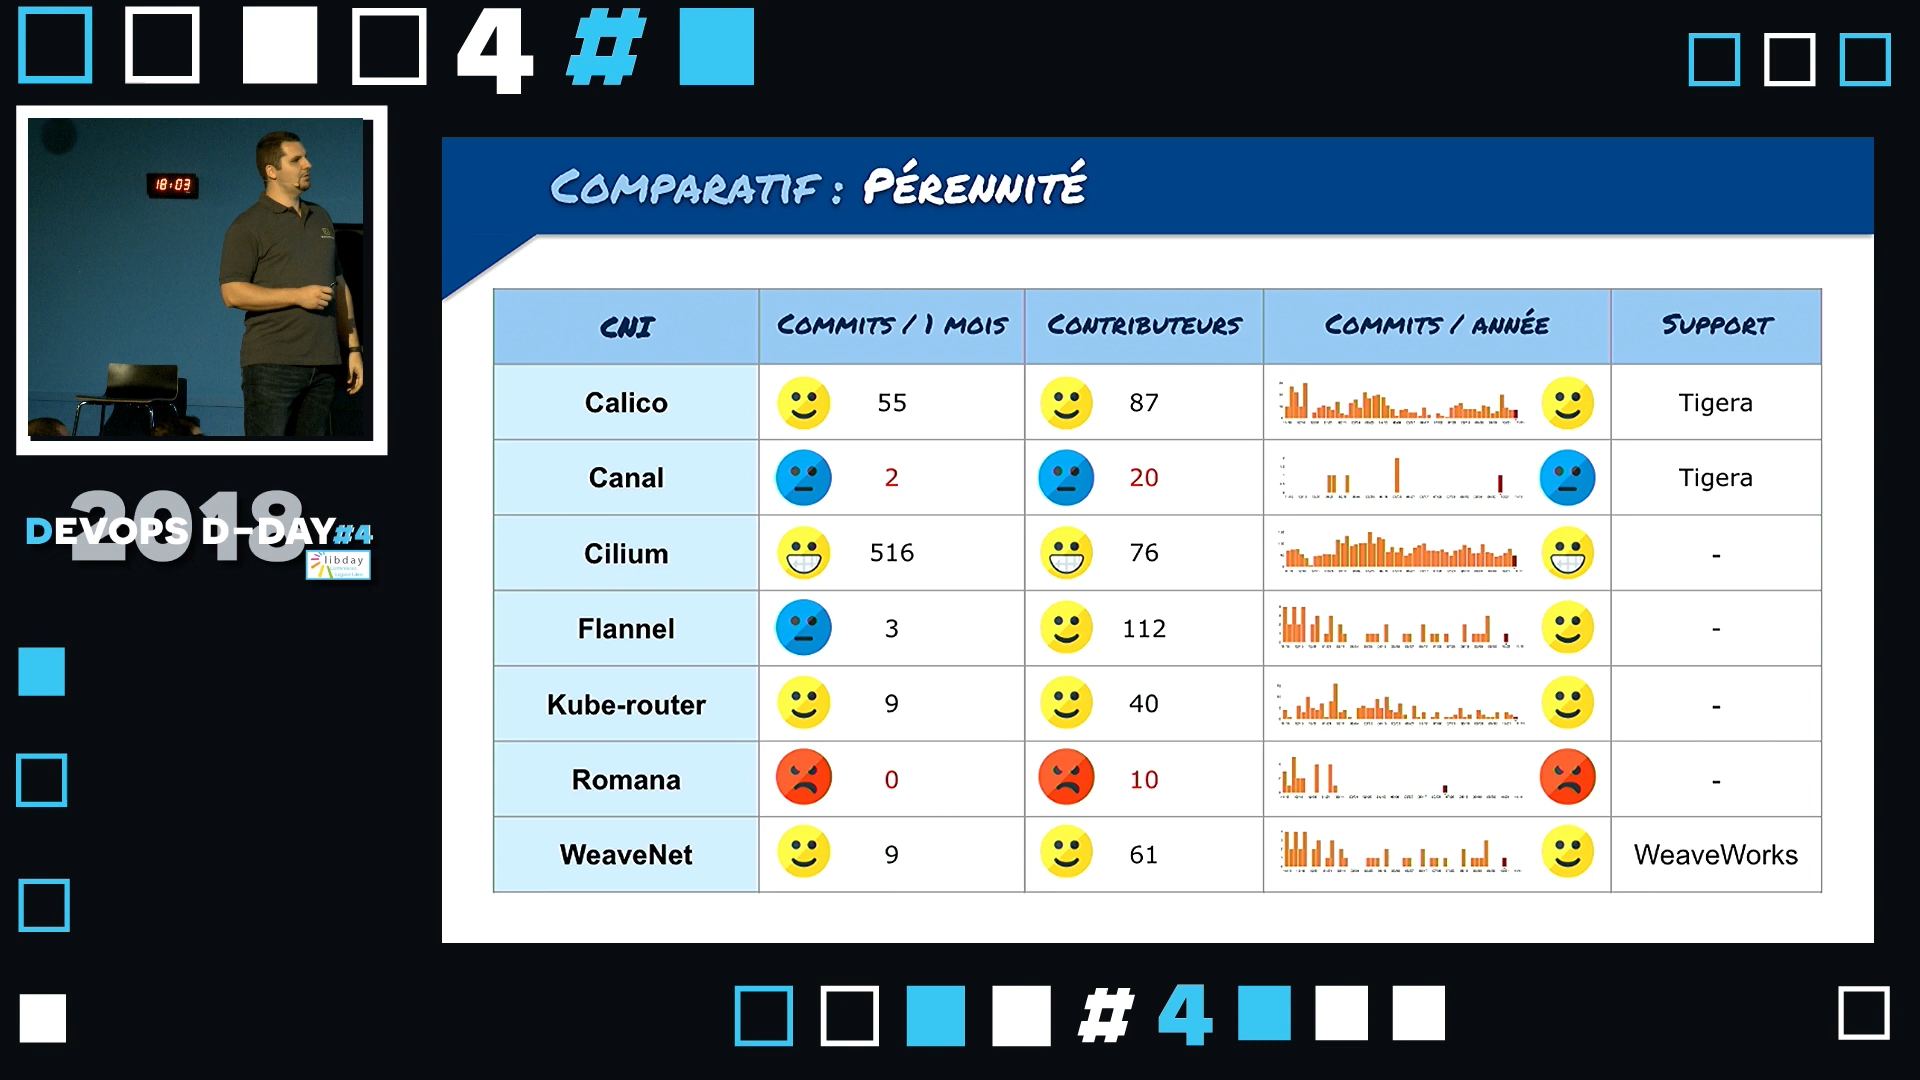 4 #
18:03
2018
DEVOPS D-DAY#4
libday
COMPARATIF : PÉRENNITÉ
CNI COMMITS / 1 MOIS CONTRIBUTEURS COMMITS / ANNÉE SUPPORT
Calico 55 87 Tigera
Canal 2 20 Tigera
Cilium 516 76 -
Flannel 3 112 -
Kube-router 9 40 -
Romana 0 10 -
WeaveNet 9 61 WeaveWorks
# 4